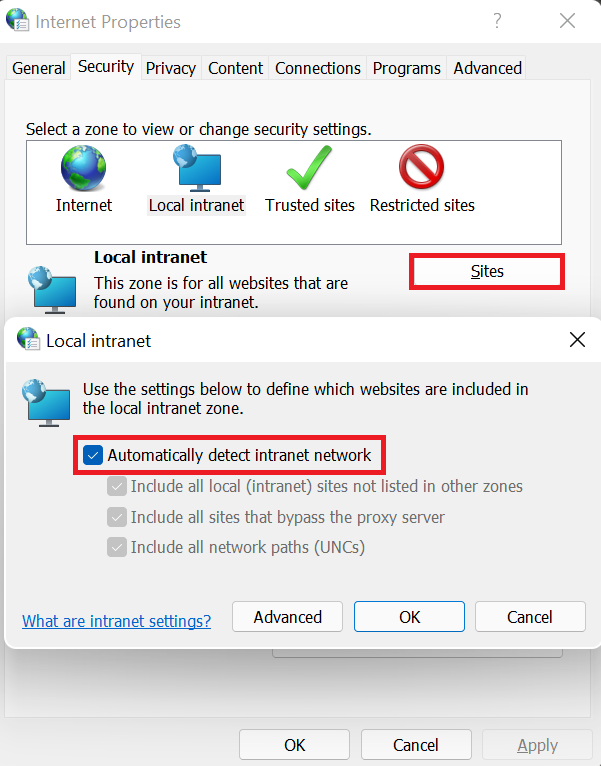 Internet Properties
General Security Privacy Content Connections Programs Advanced
Select a zone to view or change security settings.
Internet Local intranet Trusted sites Restricted sites
Local intranet
Sites
This zone is for all websites that are
found on your intranet.
Local intranet
Use the settings below to define which websites are included in
the local intranet zone.
Automatically detect intranet network
Include all local (intranet) sites not listed in other zones
Include all sites that bypass the proxy server
Include all network paths (UNCs)
What are intranet settings? Advanced OK Cancel
OK Cancel Apply